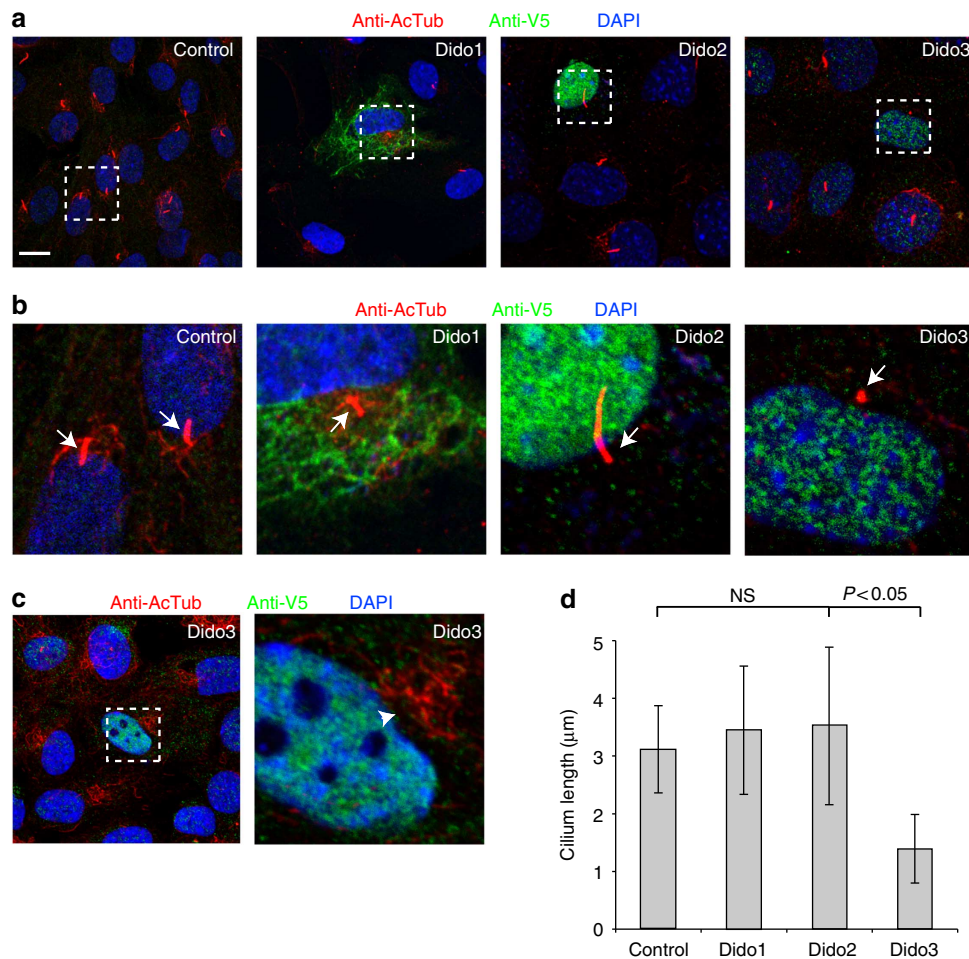 a
Anti-AcTub Anti-V5 DAPI
Control Dido1 Dido2 Dido3
b
Anti-AcTub Anti-V5 DAPI
Control Dido1 Dido2 Dido3
c
Anti-AcTub Anti-V5 DAPI
Dido3 Dido3
d
NS P<0.05
Cilium length (μm)
5
4
3
2
1
0
Control Dido1 Dido2 Dido3